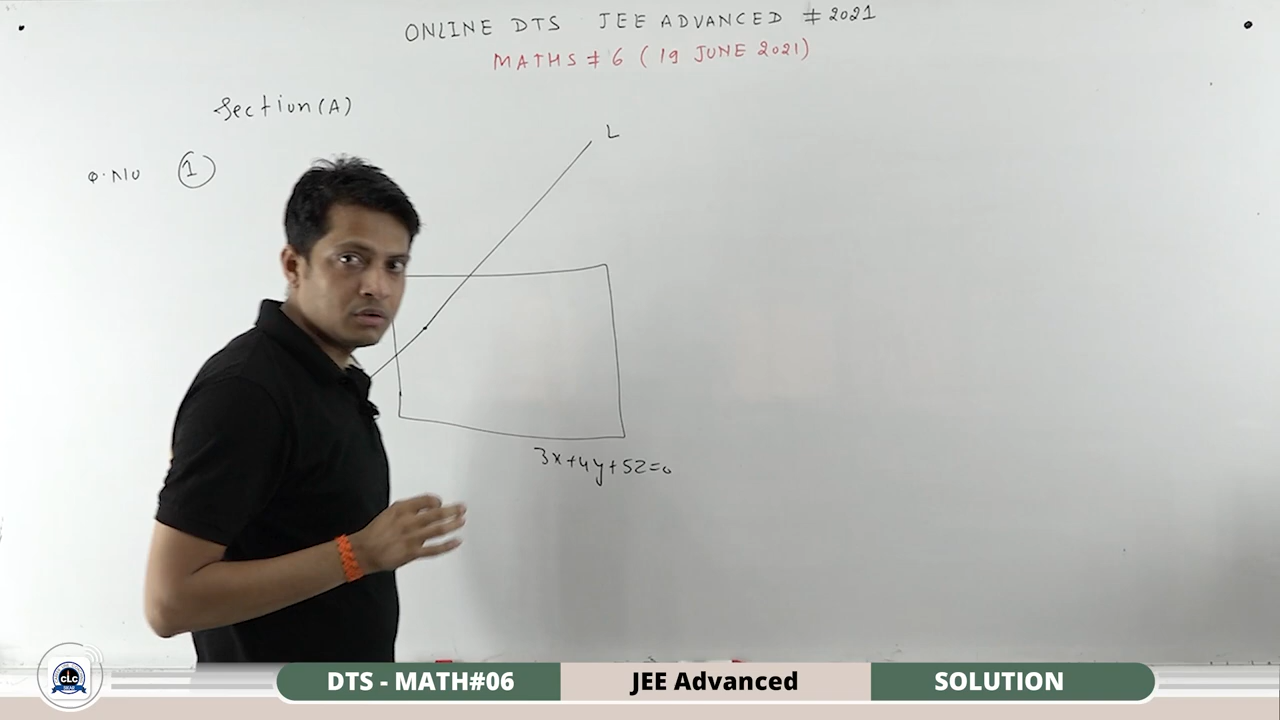 ONLINE DTS JEE ADVANCED # 2021
MATHS # 6 ( 19 JUNE 2021)
Section (A)
Q.No 1
L
3x+4y+5z=0
CLC
DTS - MATH#06
JEE Advanced
SOLUTION